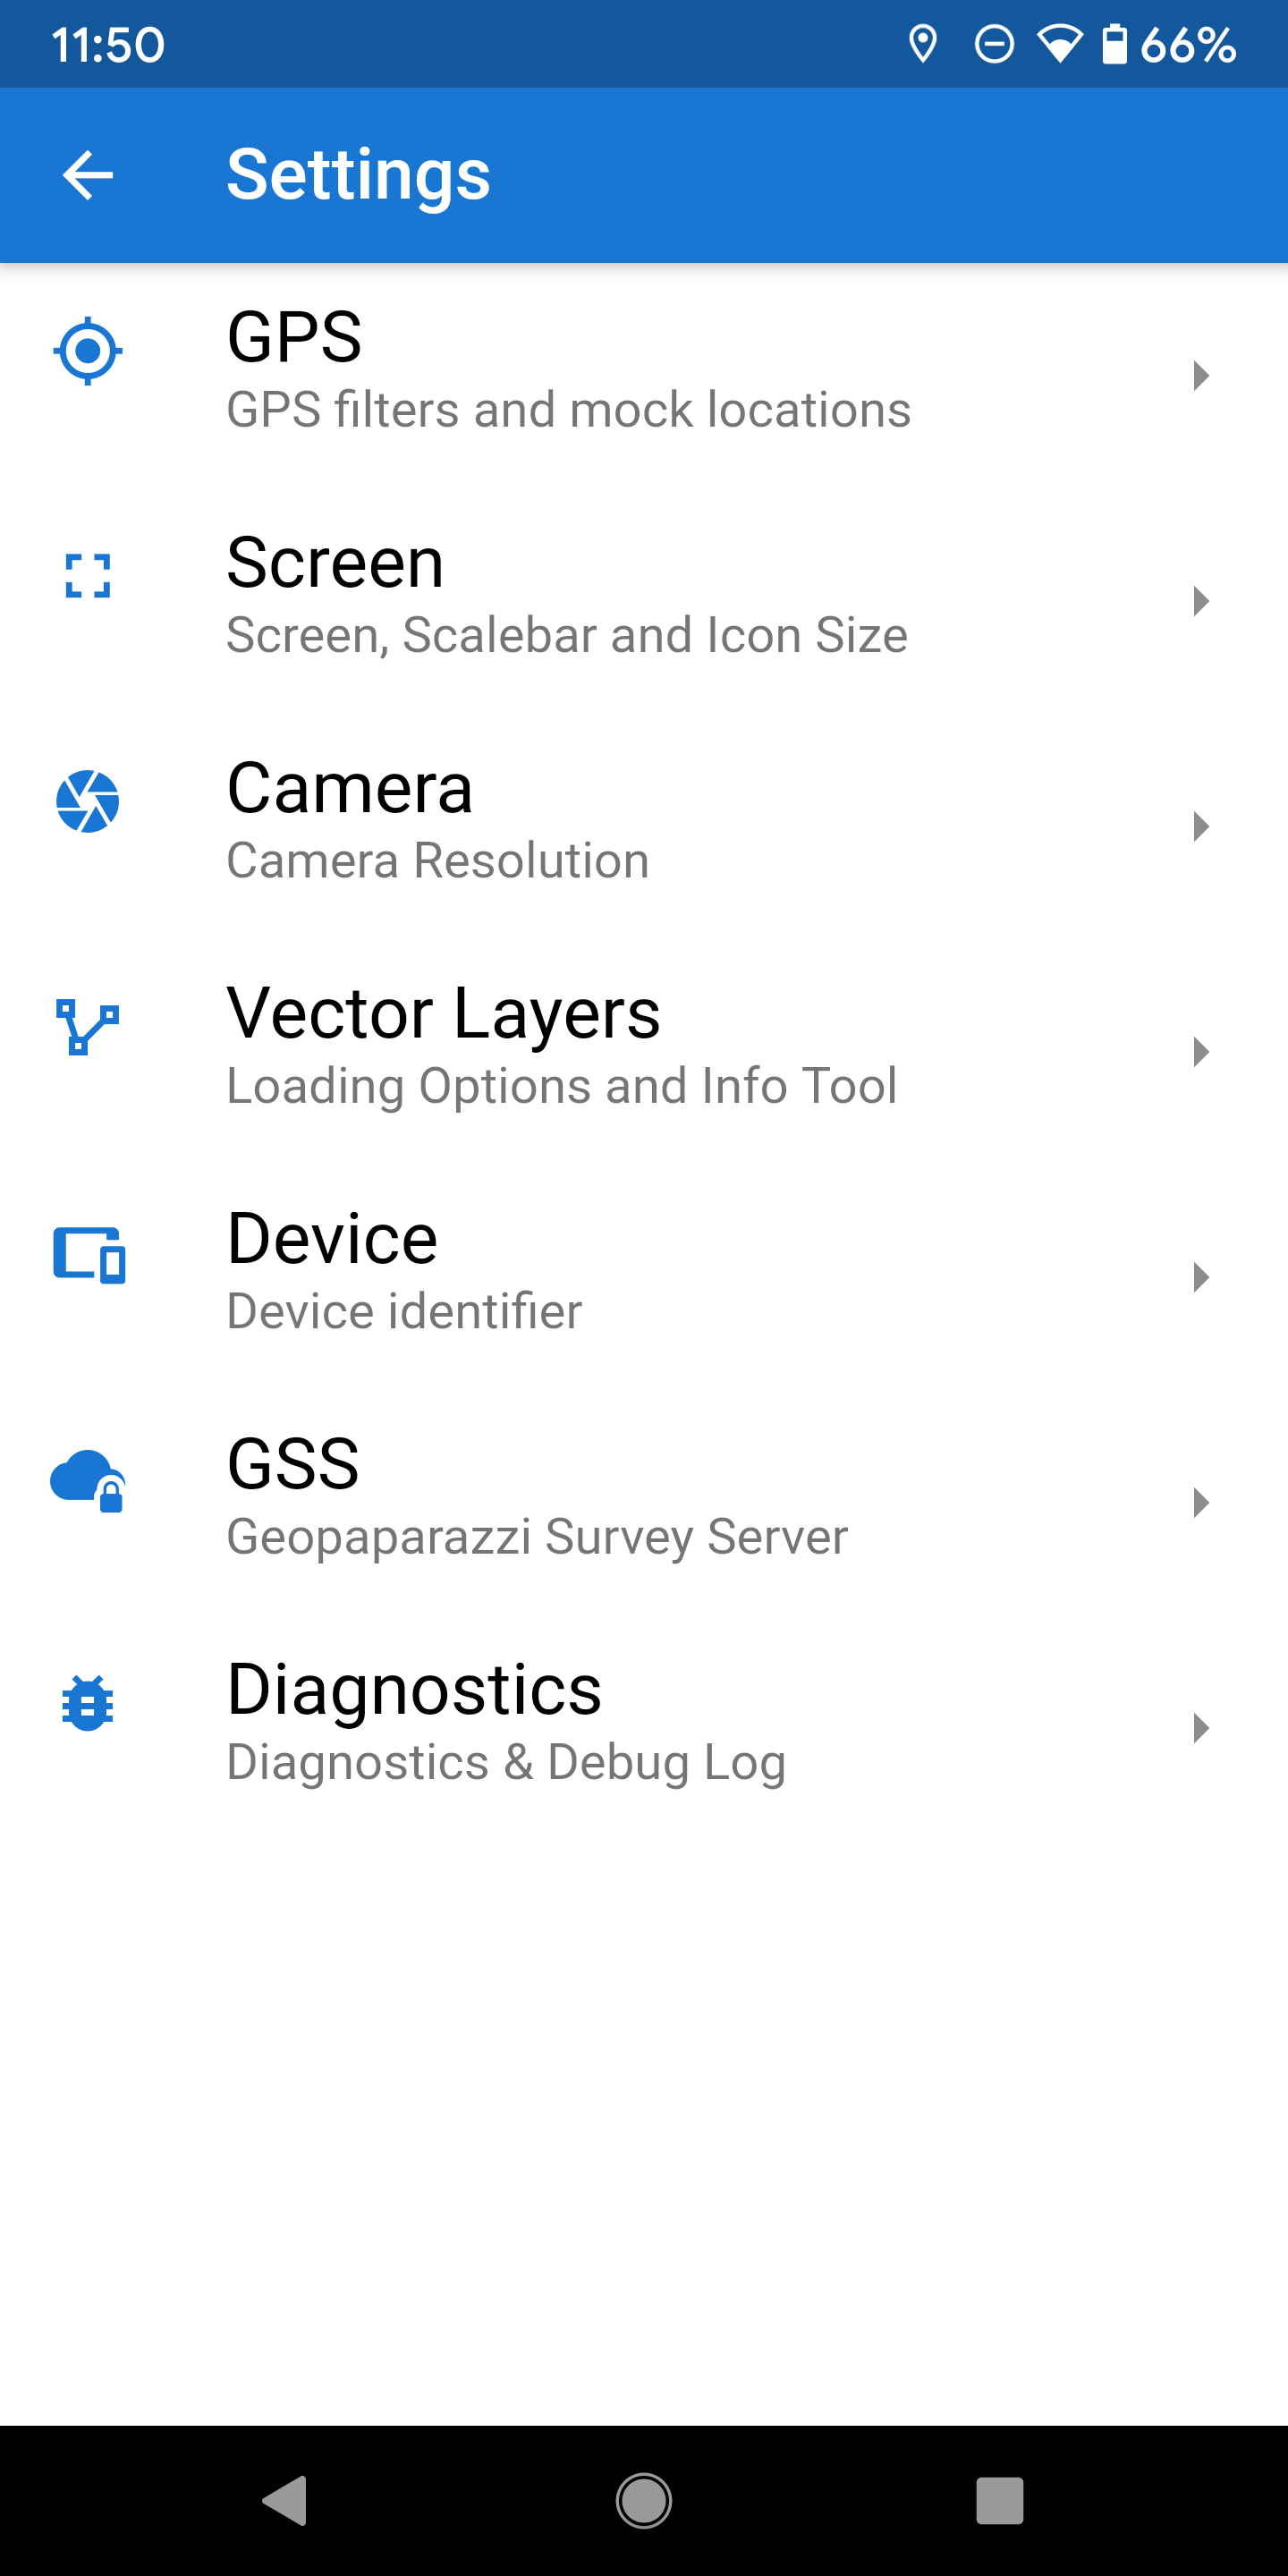 11:50 66%
Settings
GPS
GPS filters and mock locations
Screen
Screen, Scalebar and Icon Size
Camera
Camera Resolution
Vector Layers
Loading Options and Info Tool
Device
Device identifier
GSS
Geopaparazzi Survey Server
Diagnostics
Diagnostics & Debug Log